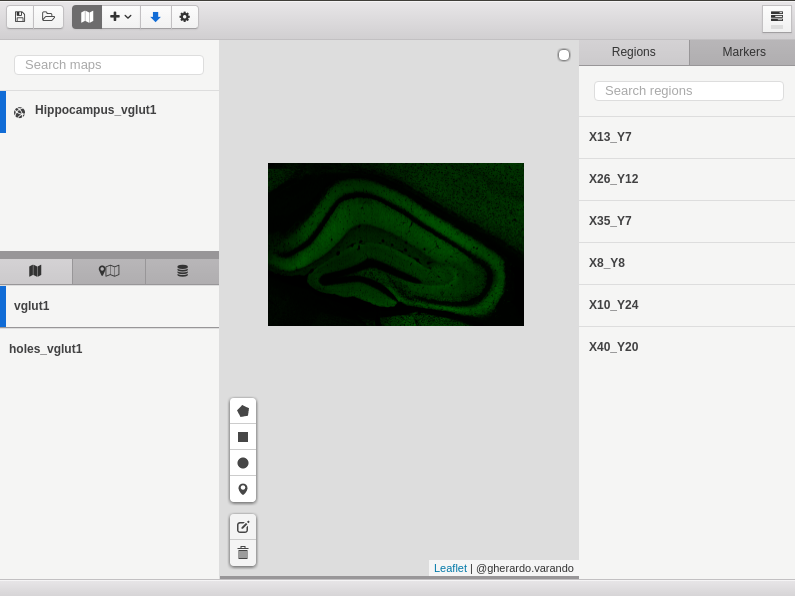 Search maps
Hippocampus_vglut1
vglut1
holes_vglut1
Leaflet | @gherardo.varando
Regions
Markers
Search regions
X13_Y7
X26_Y12
X35_Y7
X8_Y8
X10_Y24
X40_Y20